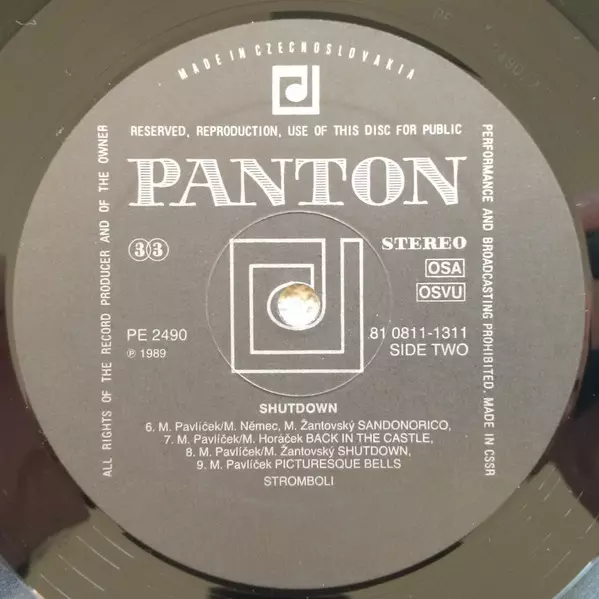 MADE IN CZECHOSLOVAKIA
RESERVED, REPRODUCTION, USE OF THIS DISC FOR PUBLIC
PERFORMANCE AND BROADCASTING PROHIBITED, MADE IN CSSR
ALL RIGHTS OF THE RECORD PRODUCER AND OF THE OWNER
PANTON
33
STEREO
OSA
OSVU
PE 2490
℗ 1989
81 0811-1311
SIDE TWO
SHUTDOWN
6. M. Pavlíček/M. Němec, M. Žantovský SANDONORICO,
7. M. Pavlíček/M. Horáček BACK IN THE CASTLE,
8. M. Pavlíček/M. Žantovský SHUTDOWN,
9. M. Pavlíček PICTURESQUE BELLS
STROMBOLI